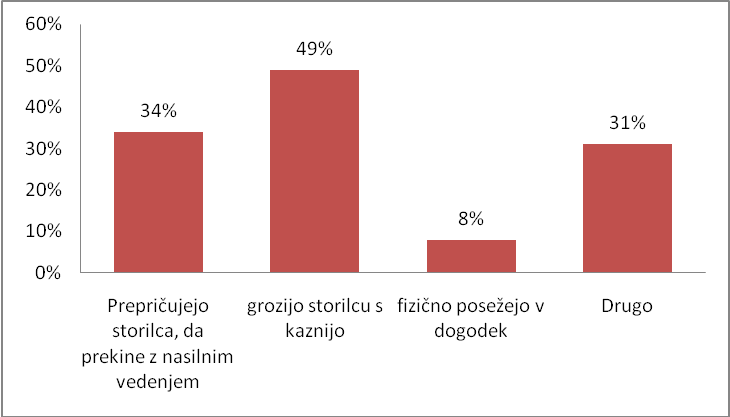 60%
50%
40%
30%
20%
10%
0%
34%
49%
8%
31%
Prepričujejo
storilca, da
prekine z nasilnim
vedenjem
grozijo storilcu s
kaznijo
fizično posežejo v
dogodek
Drugo